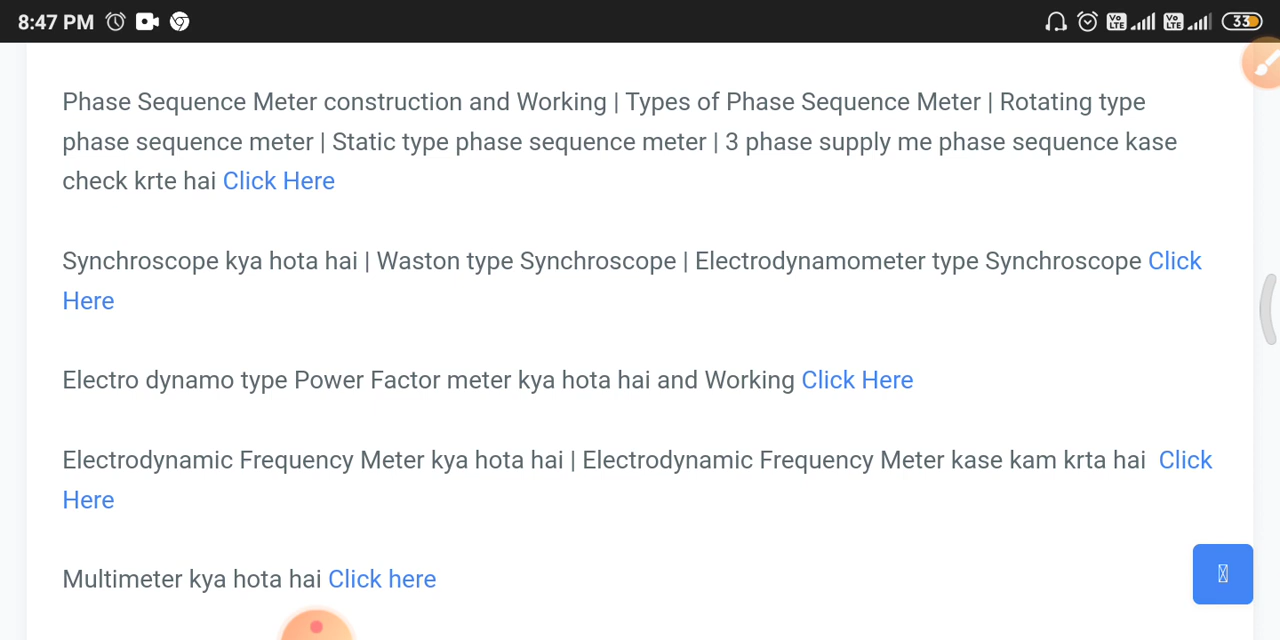 8:47 PM
Vo LTE
Vo LTE
33
Phase Sequence Meter construction and Working | Types of Phase Sequence Meter | Rotating type
phase sequence meter | Static type phase sequence meter | 3 phase supply me phase sequence kase
check krte hai Click Here
Synchroscope kya hota hai | Waston type Synchroscope | Electrodynamometer type Synchroscope Click
Here
Electro dynamo type Power Factor meter kya hota hai and Working Click Here
Electrodynamic Frequency Meter kya hota hai | Electrodynamic Frequency Meter kase kam krta hai Click
Here
Multimeter kya hota hai Click here